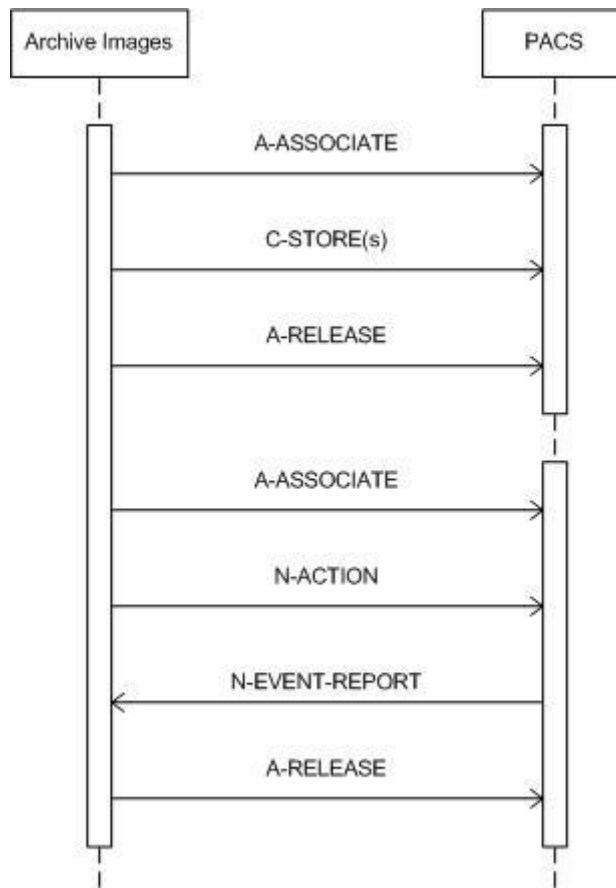 Archive Images
PACS
A-ASSOCIATE
C-STORE(s)
A-RELEASE
A-ASSOCIATE
N-ACTION
N-EVENT-REPORT
A-RELEASE